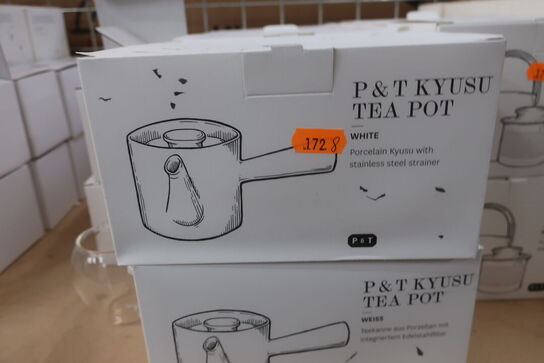 P & T KYUSU
TEA POT
WHITE
.172 8
Porcelain Kyusu with
stainless steel strainer
P & T
P & T KYUSU
TEA POT
WEISS
Teekanne aus Porzellan mit
integriertem Edelstahlfilter